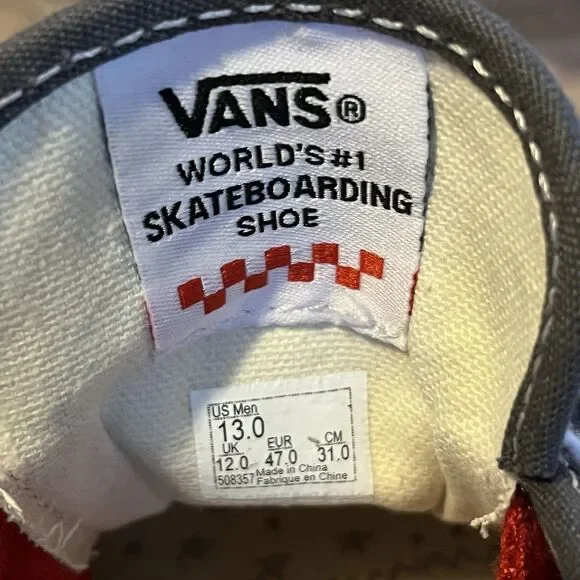 VANS®
WORLD'S #1
SKATEBOARDING
SHOE
US Men
13.0
UK EUR CM
12.0 47.0 31.0
508357 Made in China
Fabriqué en Chine